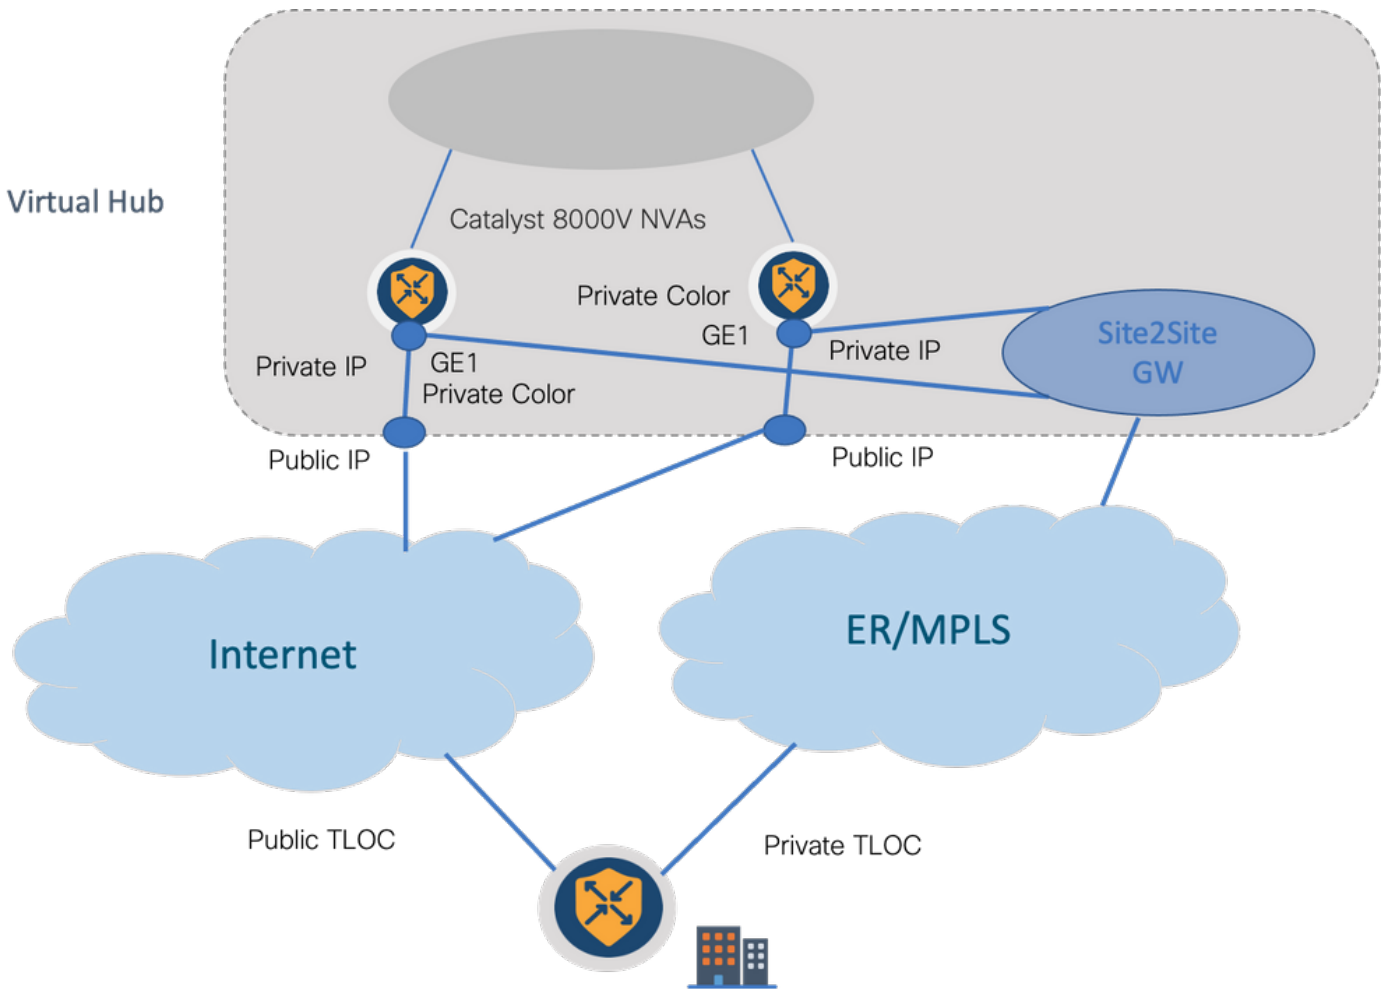 Virtual Hub
Catalyst 8000V NVAs
Private Color
GE1
Private IP
Site2Site
GW
Private IP
GE1
Private Color
Public IP
Public IP
Internet
ER/MPLS
Public TLOC
Private TLOC